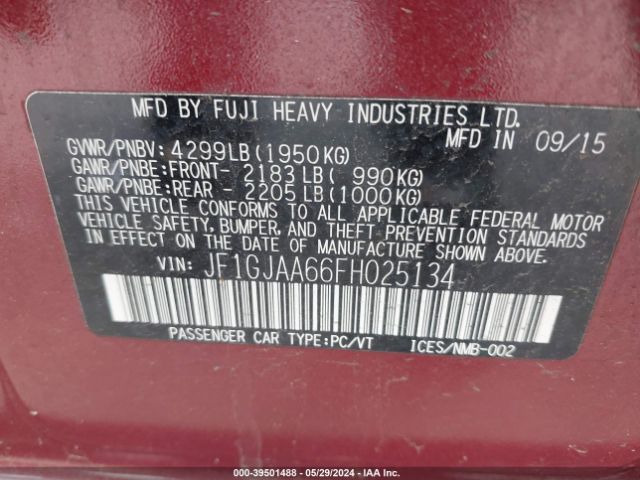 MFD BY FUJI HEAVY INDUSTRIES LTD.
MFD IN 09/15
GVWR/PNBV: 4299LB(1950KG)
GAWR/PNBE:FRONT- 2183LB( 990KG)
GAWR/PNBE:REAR - 2205LB(1000KG)
THIS VEHICLE CONFORMS TO ALL APPLICABLE FEDERAL MOTOR
VEHICLE SAFETY, BUMPER, AND THEFT PREVENTION STANDARDS
IN EFFECT ON THE DATE OF MANUFACTURE SHOWN ABOVE.
VIN: JF1GJAA66FH025134
PASSENGER CAR TYPE:PC/VT ICES/NMB-002
000-39501488 - 05/29/2024 - IAA Inc.